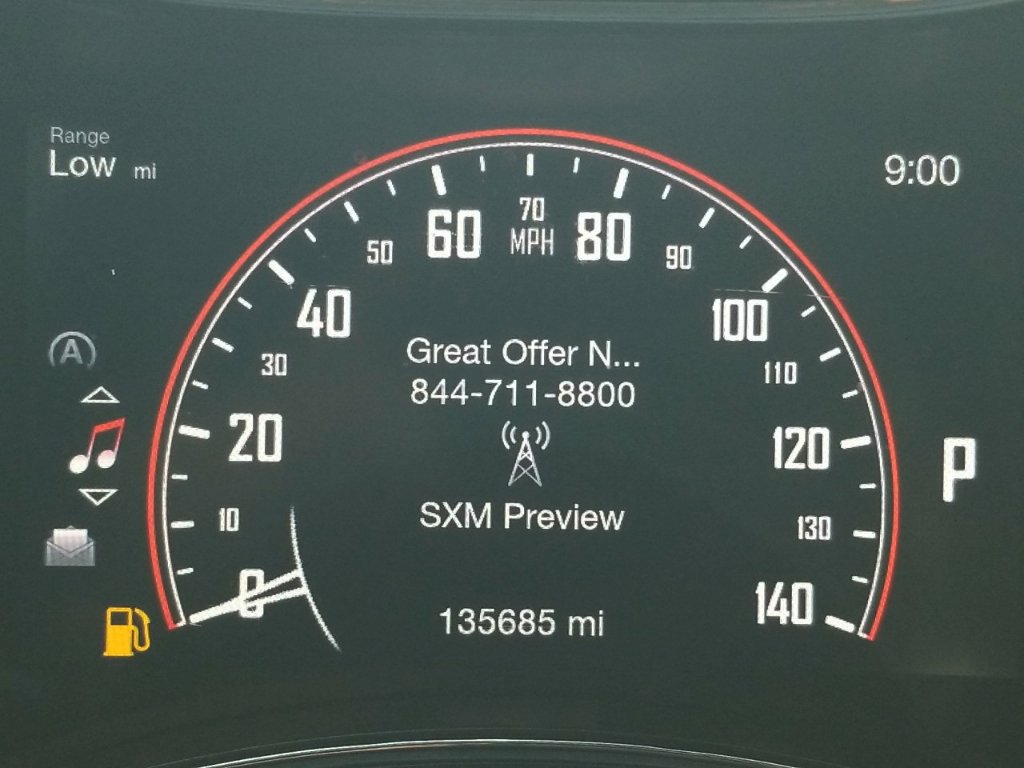 Range
Low mi
9:00
60
70
MPH
80
50
90
40
100
30
110
Great Offer N...
844-711-8800
A
20
120
P
SXM Preview
10
130
0
140
135685 mi